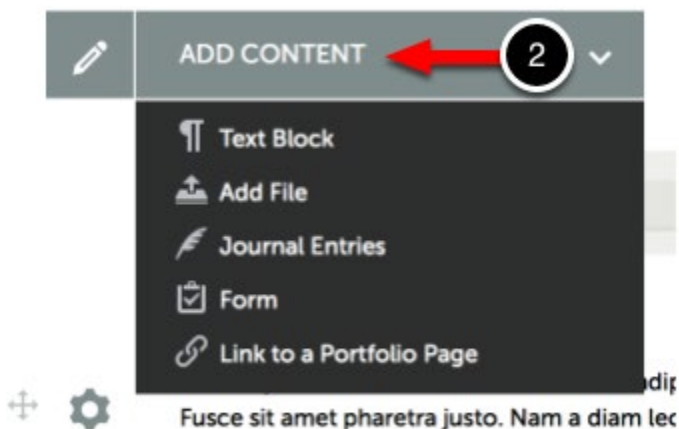 ADD CONTENT 2
Text Block
Add File
Journal Entries
Form
Link to a Portfolio Page
Fusce sit amet pharetra justo. Nam a diam